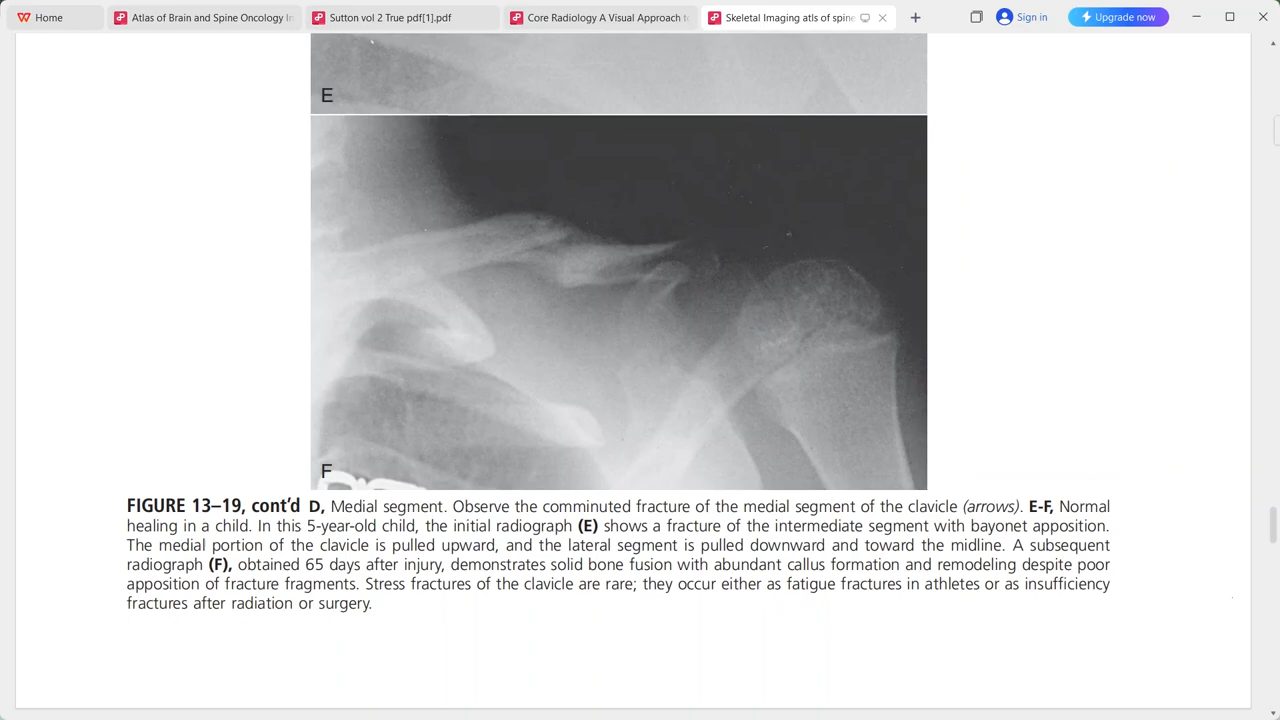 Home
Atlas of Brain and Spine Oncology I
Sutton vol 2 True pdf[1].pdf
Core Radiology A Visual Approach to
Skeletal Imaging atls of spine
Sign in
Upgrade now
E
F
FIGURE 13–19, cont'd D, Medial segment. Observe the comminuted fracture of the medial segment of the clavicle (arrows). E-F, Normal
healing in a child. In this 5-year-old child, the initial radiograph (E) shows a fracture of the intermediate segment with bayonet apposition.
The medial portion of the clavicle is pulled upward, and the lateral segment is pulled downward and toward the midline. A subsequent
radiograph (F), obtained 65 days after injury, demonstrates solid bone fusion with abundant callus formation and remodeling despite poor
apposition of fracture fragments. Stress fractures of the clavicle are rare; they occur either as fatigue fractures in athletes or as insufficiency
fractures after radiation or surgery.